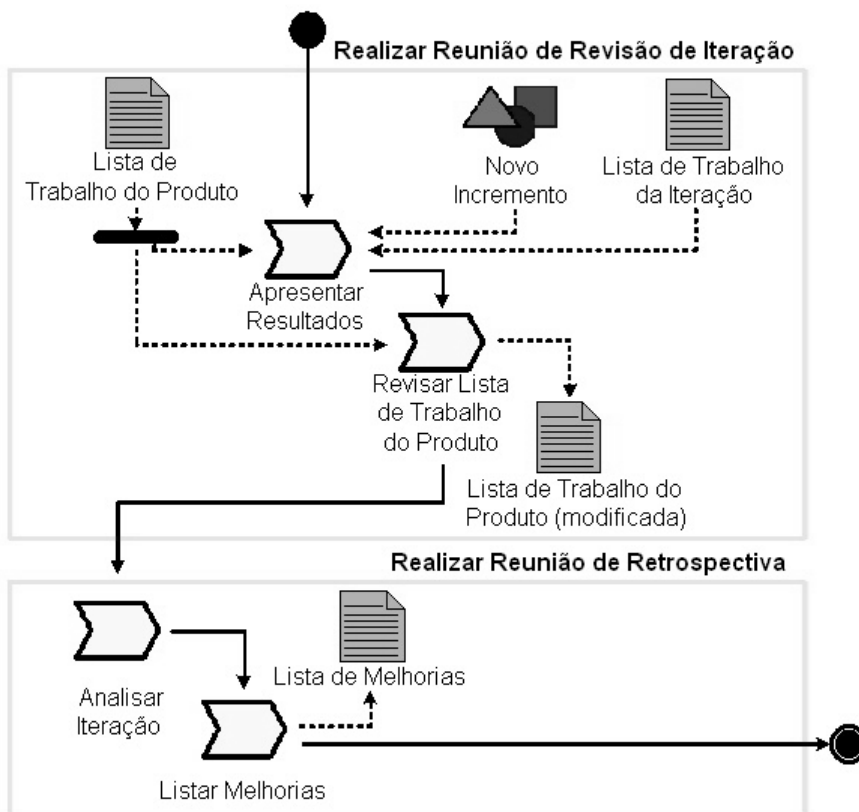 Realizar Reunião de Revisão de Iteração
Lista de
Trabalho do Produto
Novo
Incremento
Lista de Trabalho
da Iteração
Apresentar
Resultados
Revisar Lista
de Trabalho
do Produto
Lista de Trabalho do
Produto (modificada)
Realizar Reunião de Retrospectiva
Analisar
Iteração
Lista de Melhorias
Listar Melhorias